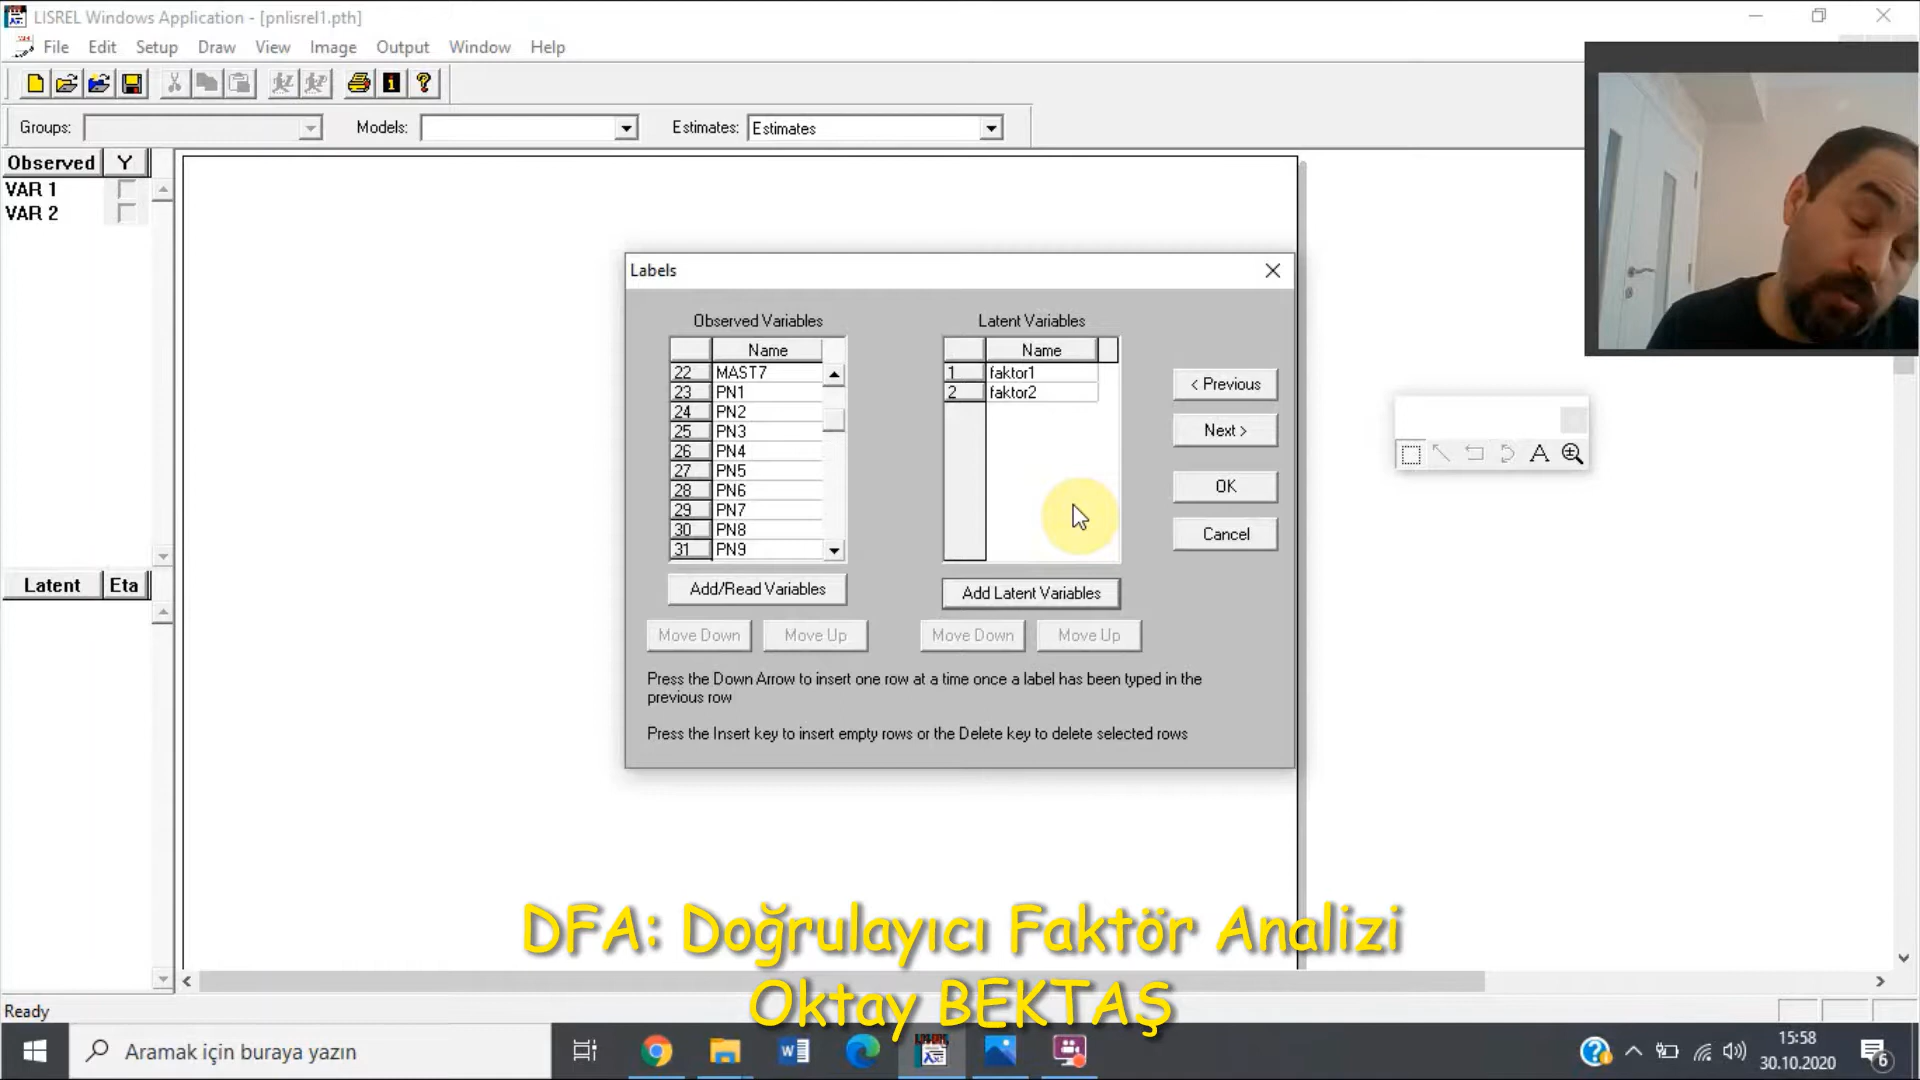 LISREL Windows Application - [pnlisrel1.pth]
File Edit Setup Draw View Image Output Window Help
Groups: Models: Estimates: Estimates
Observed Y
VAR 1
VAR 2
Latent Eta
Labels
Observed Variables
Name
22 MAST7
23 PN1
24 PN2
25 PN3
26 PN4
27 PN5
28 PN6
29 PN7
30 PN8
31 PN9
Add/Read Variables
Move Down Move Up
Latent Variables
Name
1 faktor1
2 faktor2
Add Latent Variables
Move Down Move Up
< Previous
Next >
OK
Cancel
Press the Down Arrow to insert one row at a time once a label has been typed in the
previous row
Press the Insert key to insert empty rows or the Delete key to delete selected rows
A
DFA: Doğrulayıcı Faktör Analizi
Oktay BEKTAŞ
Ready
Aramak için buraya yazın
15:58
30.10.2020
6